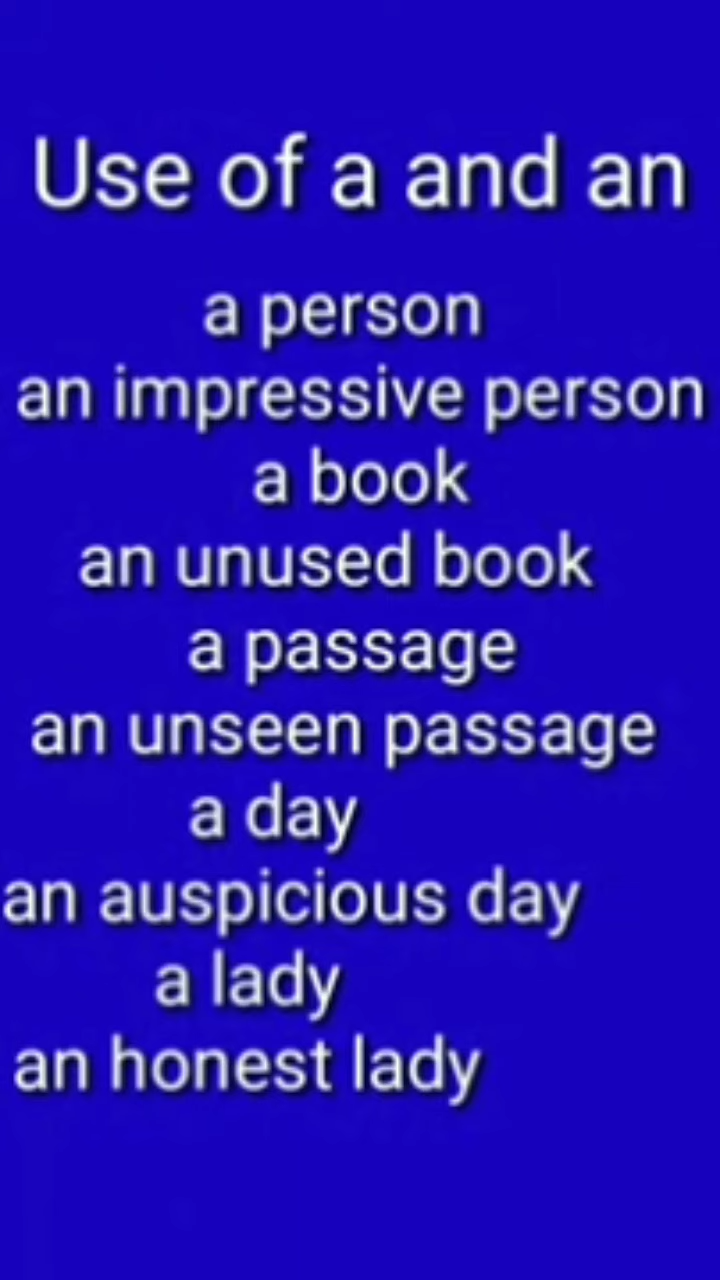 Use of a and an
a person
an impressive person
a book
an unused book
a passage
an unseen passage
a day
an auspicious day
a lady
an honest lady